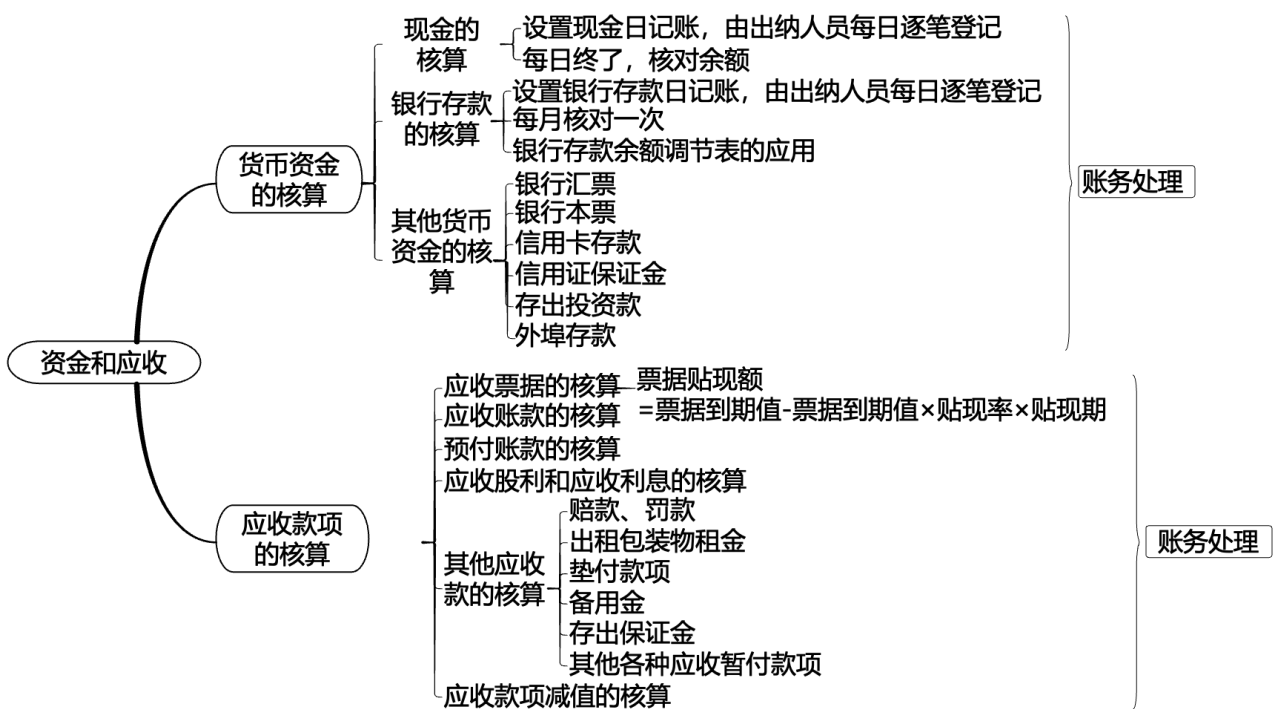 资金和应收
货币资金
的核算
现金的
核算
设置现金日记账，由出纳人员每日逐笔登记
每日终了，核对余额
银行存款
的核算
设置银行存款日记账，由出纳人员每日逐笔登记
每月核对一次
银行存款余额调节表的应用
其他货币
资金的核
算
银行汇票
银行本票
信用卡存款
信用证保证金
存出投资款
外埠存款
账务处理
应收款项
的核算
应收票据的核算
票据贴现额
=票据到期值-票据到期值×贴现率×贴现期
应收账款的核算
预付账款的核算
应收股利和应收利息的核算
其他应收
款的核算
赔款、罚款
出租包装物租金
垫付款项
备用金
存出保证金
其他各种应收暂付款项
应收款项减值的核算
账务处理